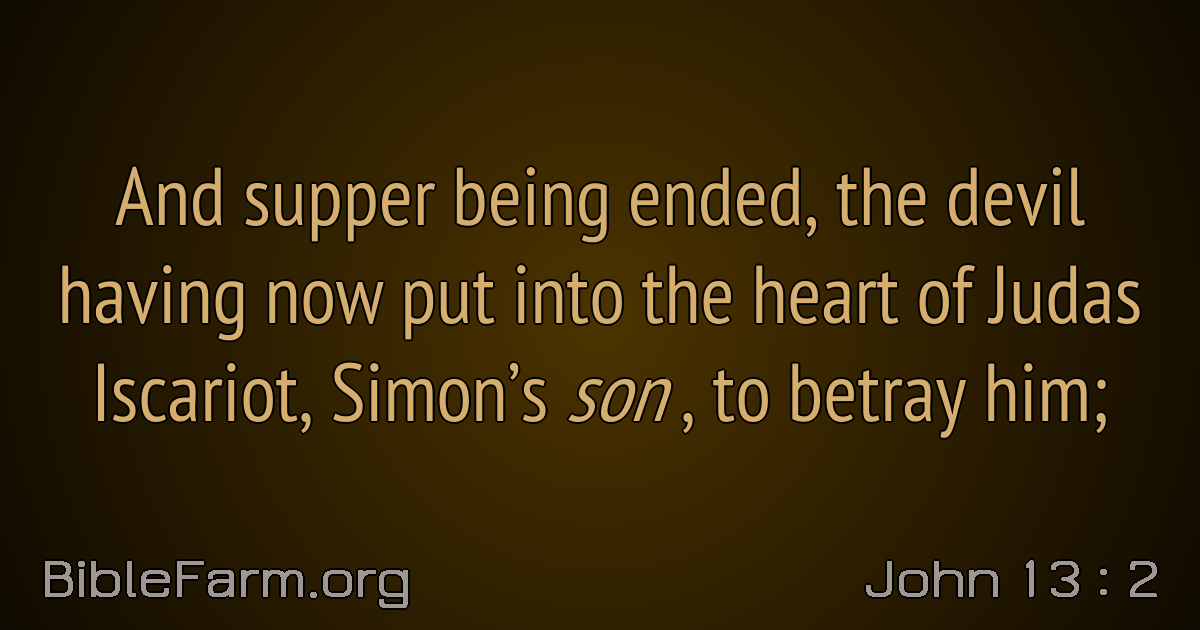 And supper being ended, the devil
having now put into the heart of Judas
Iscariot, Simon’s son , to betray him;
BibleFarm.org
John 13 : 2